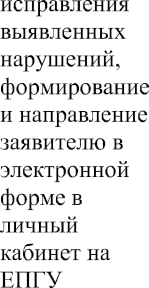 исправления
выявленных
нарушений,
формирование
и направление
заявителю в
электронной
форме в
личный
кабинет на
ЕПГУ